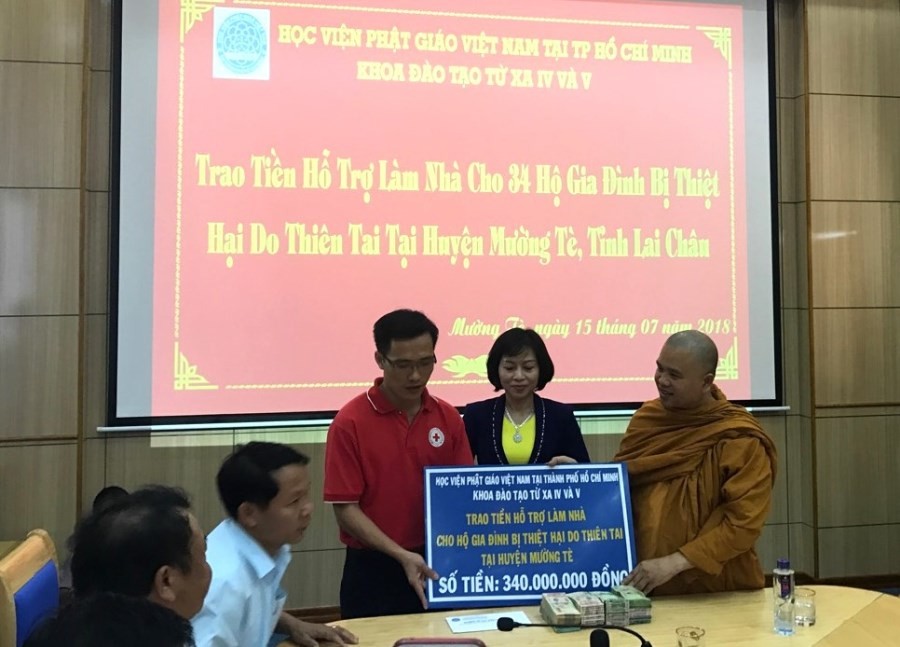 HỌC VIỆN PHẬT GIÁO VIỆT NAM TẠI TP HỒ CHÍ MINH
KHOA ĐÀO TẠO TỪ XA IV VÀ V
Trao Tiền Hỗ Trợ Làm Nhà Cho 34 Hộ Gia Đình Bị Thiệt
Hại Do Thiên Tai Tại Huyện Mường Tè, Tỉnh Lai Châu
Mường Tè, ngày 15 tháng 07 năm 2018
HỌC VIỆN PHẬT GIÁO VIỆT NAM TẠI THÀNH PHỐ HỒ CHÍ MINH
KHOA ĐÀO TẠO TỪ XA IV VÀ V
TRAO TIỀN HỖ TRỢ LÀM NHÀ
CHO HỘ GIA ĐÌNH BỊ THIỆT HẠI DO THIÊN TAI
TẠI HUYỆN MƯỜNG TÈ
SỐ TIỀN: 340.000.000 ĐỒNG